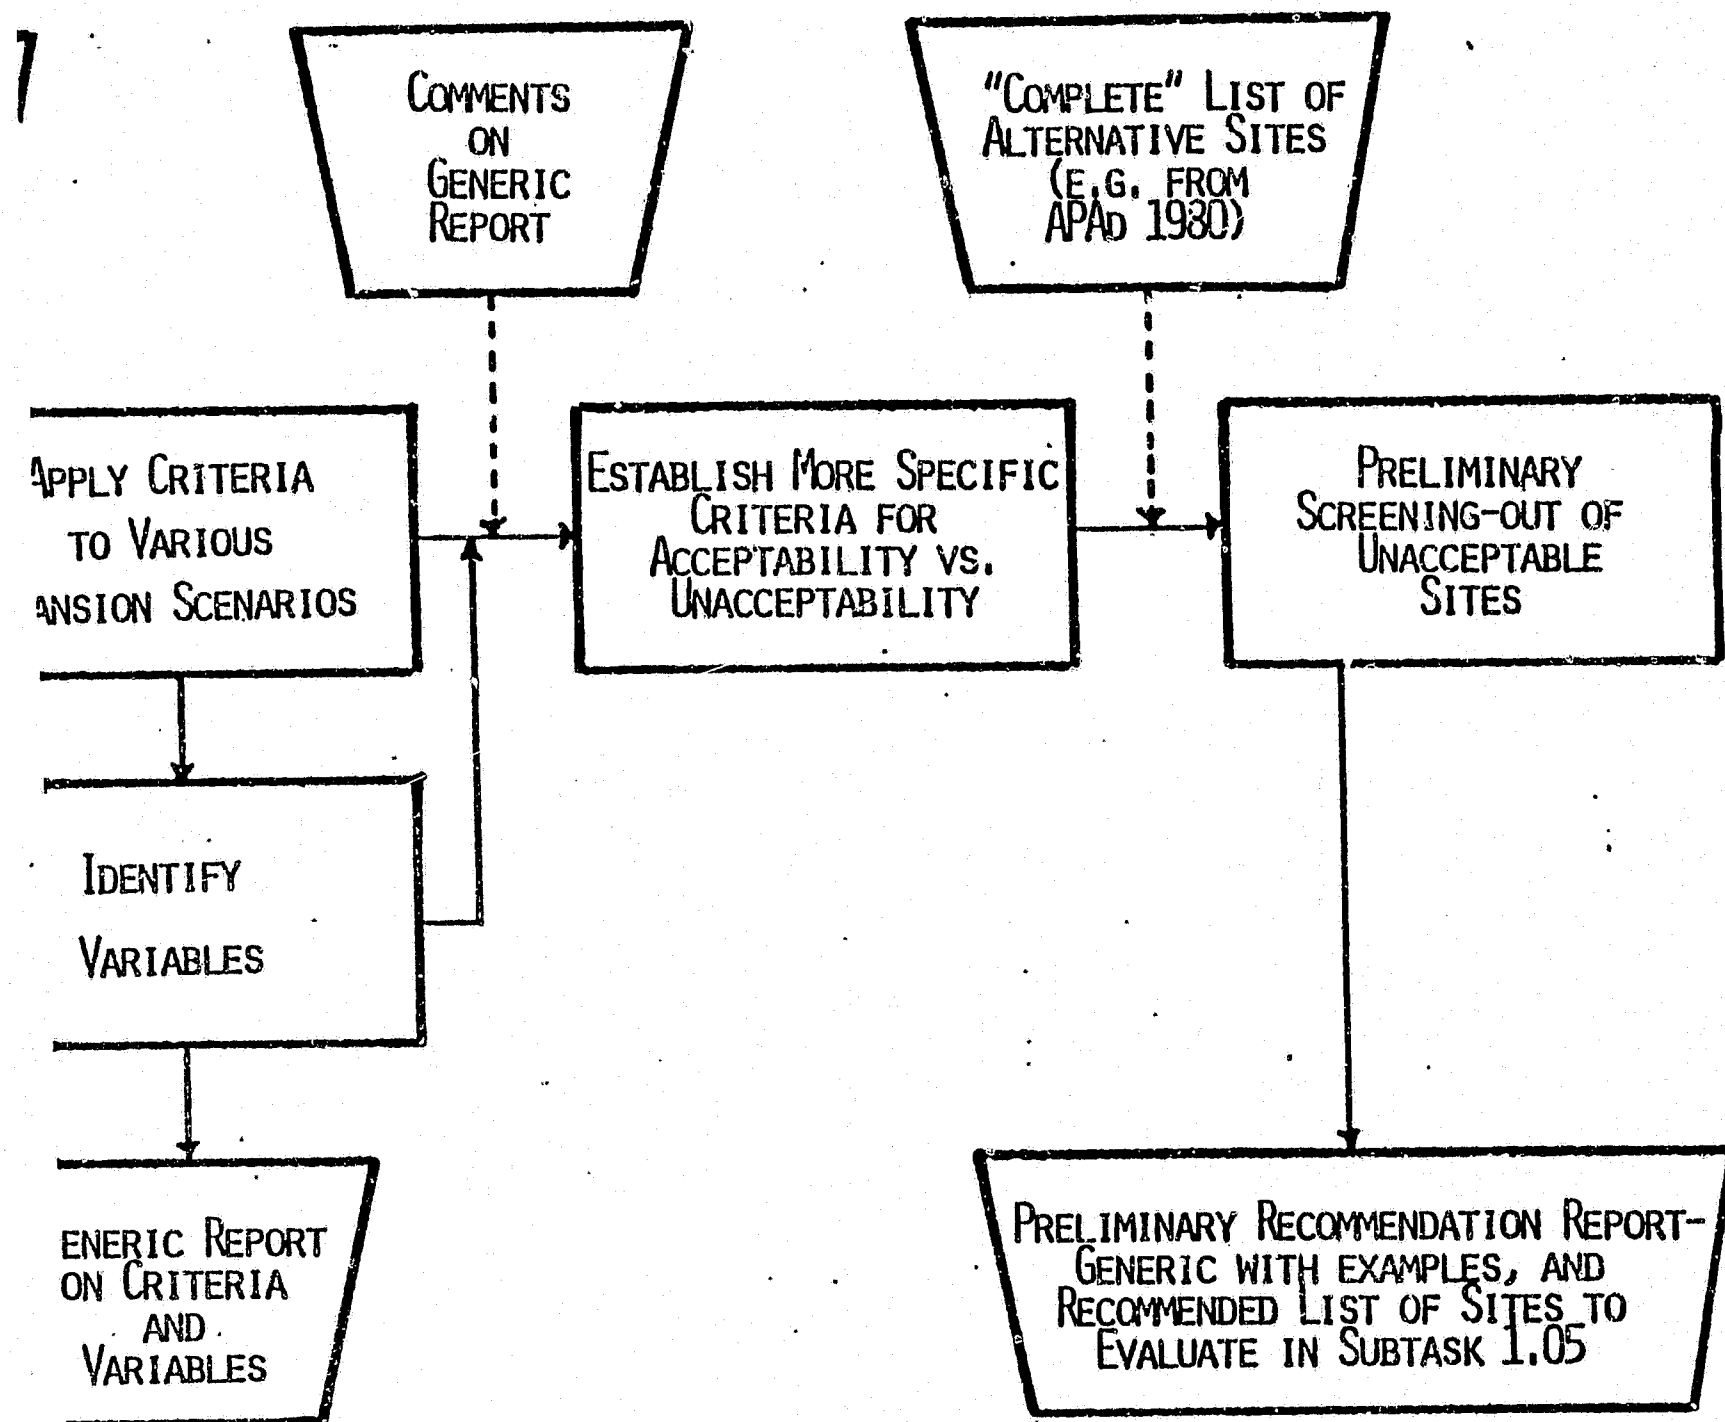 COMMENTS
ON
GENERIC
REPORT
"COMPLETE" LIST OF
ALTERNATIVE SITES
(E.G. FROM
APAD 1980)
APPLY CRITERIA
TO VARIOUS
ANSION SCENARIOS
ESTABLISH MORE SPECIFIC
CRITERIA FOR
ACCEPTABILITY VS.
UNACCEPTABILITY
PRELIMINARY
SCREENING-OUT OF
UNACCEPTABLE
SITES
IDENTIFY
VARIABLES
ENERIC REPORT
ON CRITERIA
AND
VARIABLES
PRELIMINARY RECOMMENDATION REPORT-
GENERIC WITH EXAMPLES, AND
RECOMMENDED LIST OF SITES TO
EVALUATE IN SUBTASK 1.05